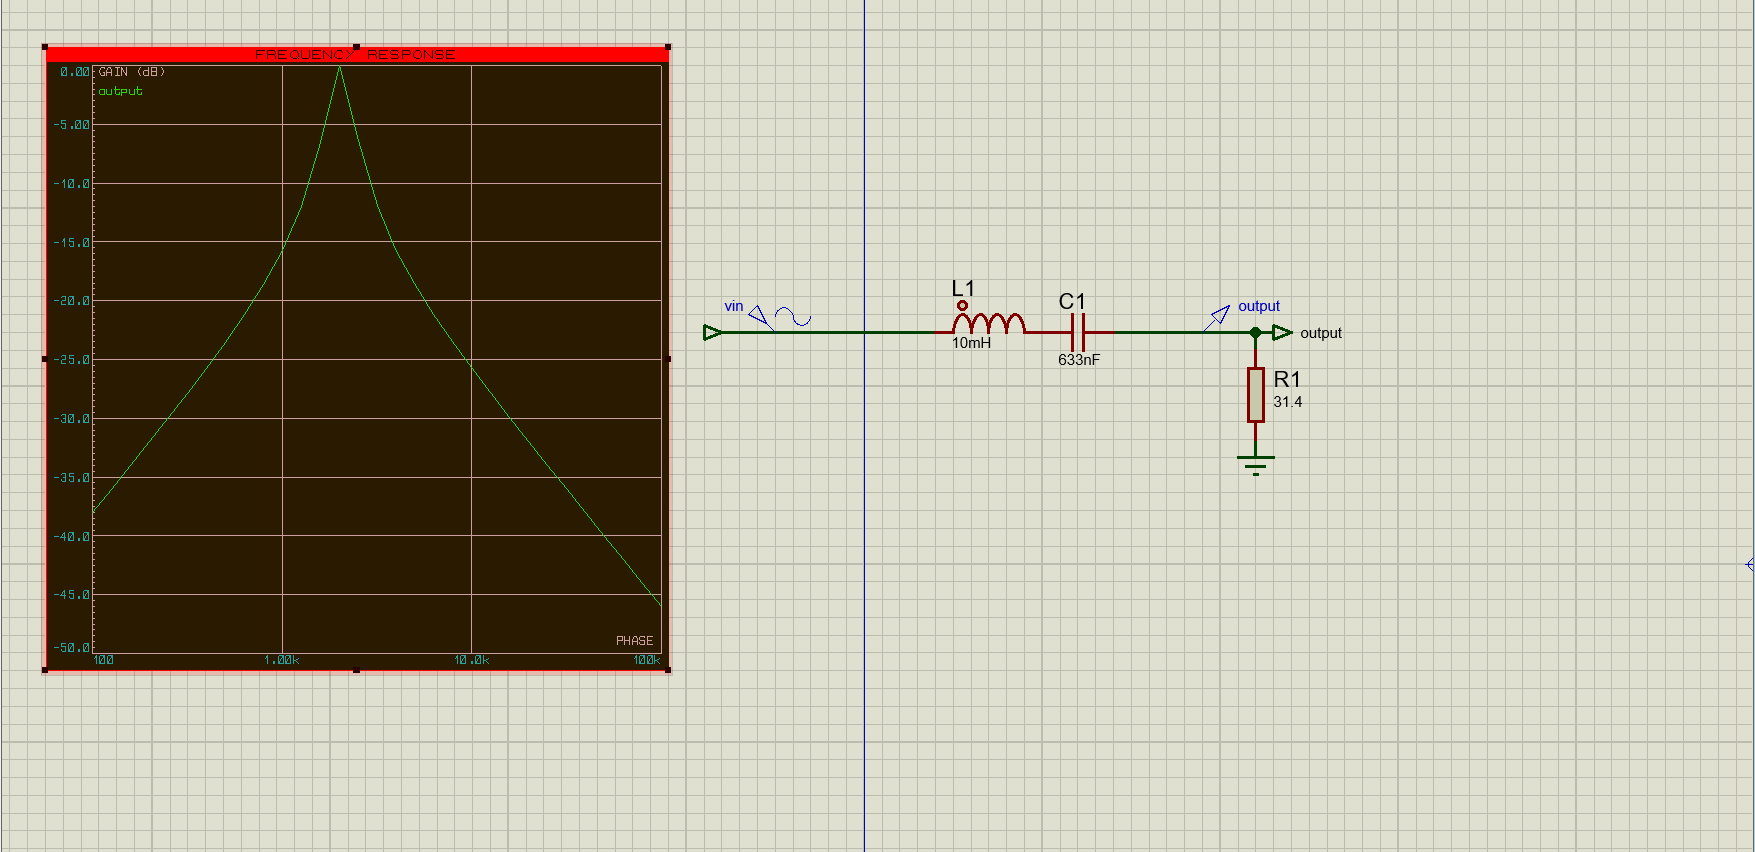 FREQUENCY RESPONSE
0.00
GAIN (dB)
output
-5.00
-10.0
-15.0
-20.0
-25.0
-30.0
-35.0
-40.0
-45.0
-50.0
PHASE
100
1.00k
10.0k
100k
vin
L1
10mH
C1
633nF
output
output
R1
31.4